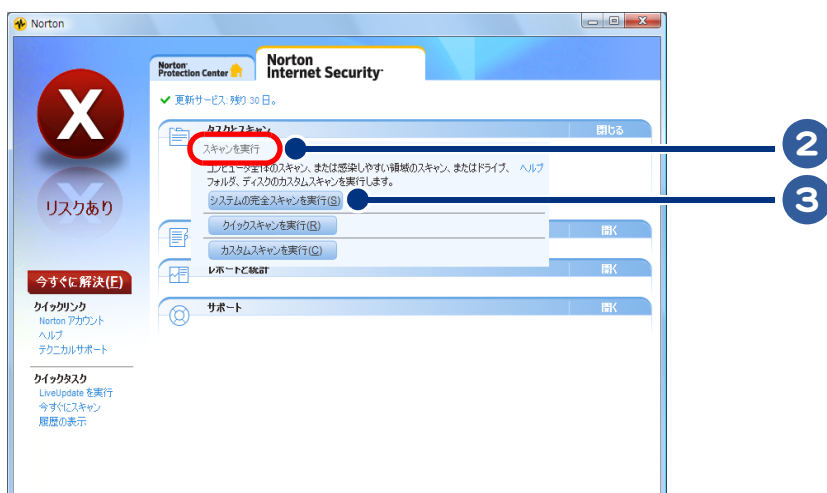 Norton
Norton
Protection Center
Norton
Internet Security
更新サービス: 残り 30 日。
タスクとスキャン
閉じる
スキャンを実行
コンピュータ全体のスキャン、または感染しやすい領域のスキャン、またはドライブ、 ヘルプ
フォルダ、ディスクのカスタムスキャンを実行します。
システムの完全スキャンを実行(S)
クイックスキャンを実行(R)
開く
カスタムスキャンを実行(C)
レポートと統計
開く
サポート
開く
X
リスクあり
今すぐに解決(F)
クイックリンク
Norton アカウント
ヘルプ
テクニカルサポート
クイックタスク
LiveUpdate を実行
今すぐにスキャン
履歴の表示
2
3